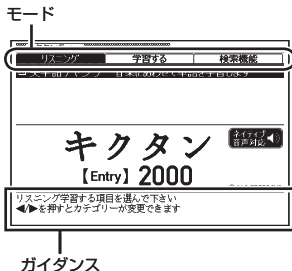 モード
リスニング 学習する 検索機能
キクタン
ネイティブ
音声対応
【Entry】2000
リスニング学習する項目を選んで下さい
◀/▶を押すとカテゴリーが変更できます
ガイダンス